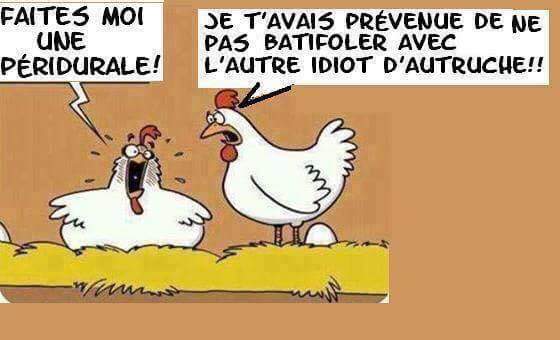 FAITES MOI
UNE
PÉRIDURALE!
JE T'AVAIS PRÉVENUE DE NE
PAS BATIFOLER AVEC
L'AUTRE IDIOT D'AUTRUCHE!!